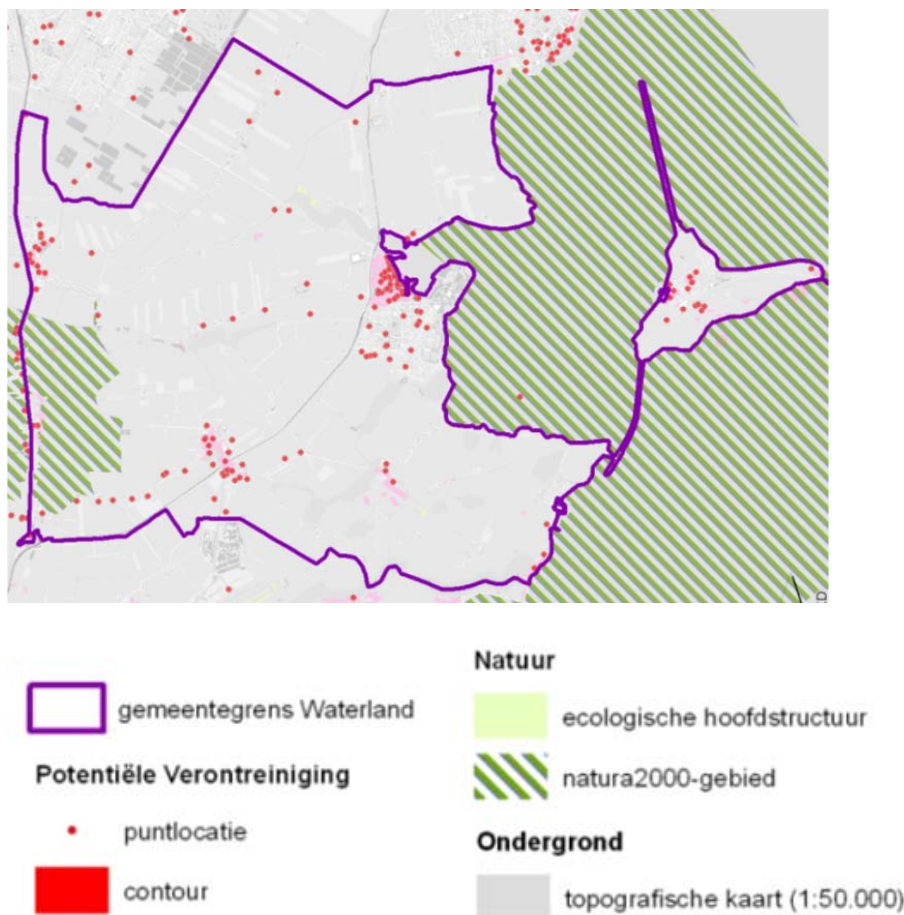 gemeentegrens Waterland
Potentiële Verontreiniging
puntlocatie
contour
Natuur
ecologische hoofdstructuur
natura2000-gebied
Ondergrond
topografische kaart (1:50.000)